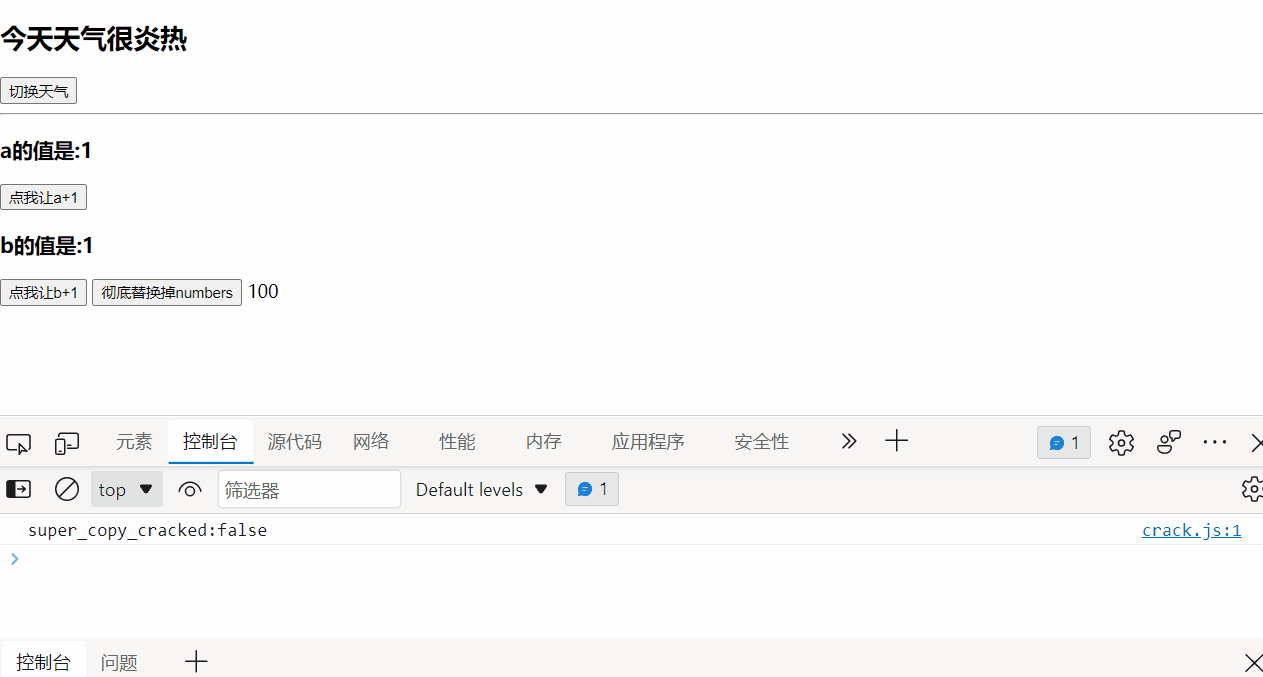 今天天气很炎热
切换天气
a的值是:1
点我让a+1
b的值是:1
点我让b+1 彻底替换掉numbers 100
元素 控制台 源代码 网络 性能 内存 应用程序 安全性 1
top 筛选器 Default levels 1
super_copy_cracked:false crack.js:1
控制台 问题